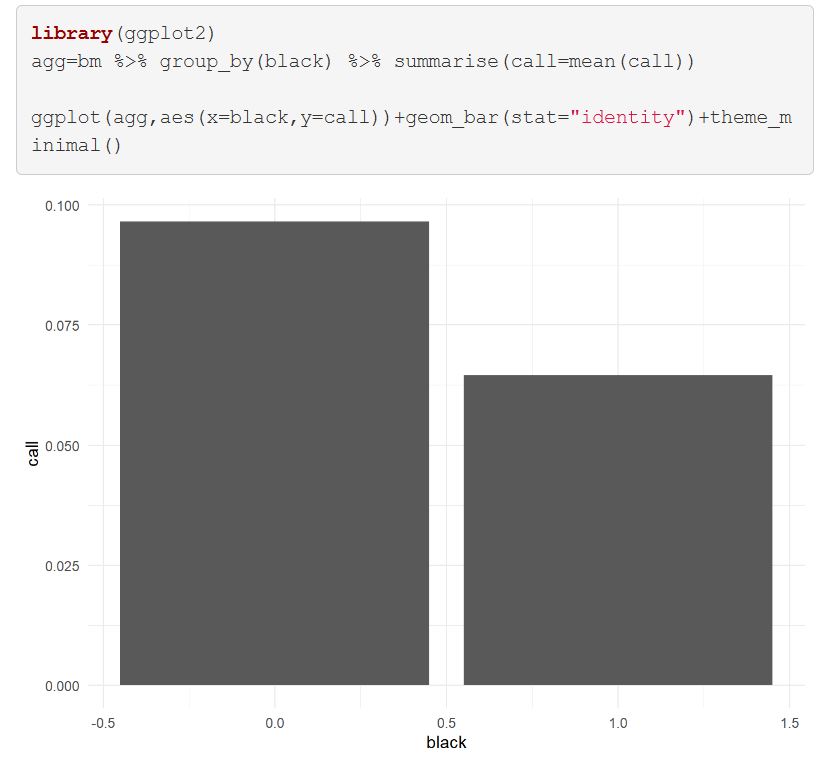 library(ggplot2)
agg=bm %>% group_by(black) %>% summarise(call=mean(call))
ggplot(agg,aes(x=black,y=call))+geom_bar(stat="identity")+theme_m
inimal()
0.100
0.075
0.050
0.025
0.000
call
-0.5 0.0 0.5 1.0 1.5
black